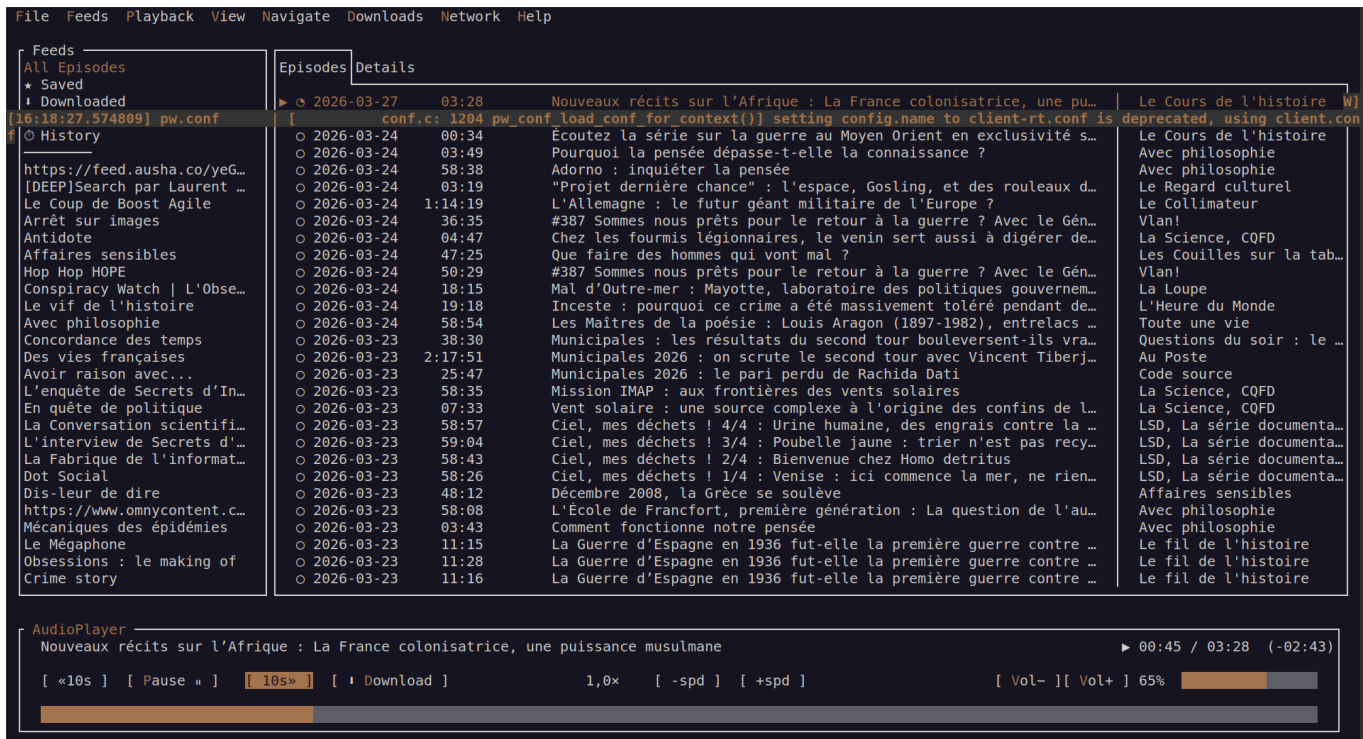 File Feeds Playback View Navigate Downloads Network Help
Feeds
All Episodes
★ Saved
⬇ Downloaded
Episodes Details
▶ ◔ 2026-03-27 03:28 Nouveaux récits sur l’Afrique : La France colonisatrice, une pu… Le Cours de l'histoire W]
[16:18:27.574809] pw.conf | [ conf.c: 1204 pw_conf_load_conf_for_context()] setting config.name to client-rt.conf is deprecated, using client.con
f
⏱ History
○ 2026-03-24 00:34 Écoutez la série sur la guerre au Moyen Orient en exclusivité s… Le Cours de l'histoire
○ 2026-03-24 03:49 Pourquoi la pensée dépasse-t-elle la connaissance ? Avec philosophie
https://feed.ausha.co/yeG… ○ 2026-03-24 58:38 Adorno : inquiéter la pensée Avec philosophie
[DEEP]Search par Laurent … ○ 2026-03-24 03:19 "Projet dernière chance" : l'espace, Gosling, et des rouleaux d… Le Regard culturel
Le Coup de Boost Agile ○ 2026-03-24 1:14:19 L'Allemagne : le futur géant militaire de l'Europe ? Le Collimateur
Arrêt sur images ○ 2026-03-24 36:35 #387 Sommes nous prêts pour le retour à la guerre ? Avec le Gén… Vlan!
Antidote ○ 2026-03-24 04:47 Chez les fourmis légionnaires, le venin sert aussi à digérer de… La Science, CQFD
Affaires sensibles ○ 2026-03-24 47:25 Que faire des hommes qui vont mal ? Les Couilles sur la tab…
Hop Hop HOPE ○ 2026-03-24 50:29 #387 Sommes nous prêts pour le retour à la guerre ? Avec le Gén… Vlan!
Conspiracy Watch | L'Obse… ○ 2026-03-24 18:15 Mal d’Outre-mer : Mayotte, laboratoire des politiques gouvernem… La Loupe
Le vif de l'histoire ○ 2026-03-24 19:18 Inceste : pourquoi ce crime a été massivement toléré pendant de… L'Heure du Monde
Avec philosophie ○ 2026-03-24 58:54 Les Maîtres de la poésie : Louis Aragon (1897-1982), entrelacs … Toute une vie
Concordance des temps ○ 2026-03-23 38:30 Municipales : les résultats du second tour bouleversent-ils vra… Questions du soir : le …
Des vies françaises ○ 2026-03-23 2:17:51 Municipales 2026 : on scrute le second tour avec Vincent Tiberj… Au Poste
Avoir raison avec... ○ 2026-03-23 25:47 Municipales 2026 : le pari perdu de Rachida Dati Code source
L’enquête de Secrets d’In… ○ 2026-03-23 58:35 Mission IMAP : aux frontières des vents solaires La Science, CQFD
En quête de politique ○ 2026-03-23 07:33 Vent solaire : une source complexe à l'origine des confins de l… La Science, CQFD
La Conversation scientifi… ○ 2026-03-23 58:57 Ciel, mes déchets ! 4/4 : Urine humaine, des engrais contre la … LSD, La série documenta…
L'interview de Secrets d'… ○ 2026-03-23 59:04 Ciel, mes déchets ! 3/4 : Poubelle jaune : trier n'est pas recy… LSD, La série documenta…
La Fabrique de l'informat… ○ 2026-03-23 58:43 Ciel, mes déchets ! 2/4 : Bienvenue chez Homo detritus LSD, La série documenta…
Dot Social ○ 2026-03-23 58:26 Ciel, mes déchets ! 1/4 : Venise : ici commence la mer, ne rien… LSD, La série documenta…
Dis-leur de dire ○ 2026-03-23 48:12 Décembre 2008, la Grèce se soulève Affaires sensibles
https://www.omnycontent.c… ○ 2026-03-23 58:08 L'École de Francfort, première génération : La question de l'au… Avec philosophie
Mécaniques des épidémies ○ 2026-03-23 03:43 Comment fonctionne notre pensée Avec philosophie
Le Mégaphone ○ 2026-03-23 11:15 La Guerre d’Espagne en 1936 fut-elle la première guerre contre … Le fil de l'histoire
Obsessions : le making of ○ 2026-03-23 11:28 La Guerre d’Espagne en 1936 fut-elle la première guerre contre … Le fil de l'histoire
Crime story ○ 2026-03-23 11:16 La Guerre d’Espagne en 1936 fut-elle la première guerre contre … Le fil de l'histoire
AudioPlayer
Nouveaux récits sur l’Afrique : La France colonisatrice, une puissance musulmane ▶ 00:45 / 03:28 (-02:43)
[ «10s ] [ Pause ⏸ ] [ 10s» ] [ ⬇ Download ] 1,0× [ -spd ] [ +spd ] [ Vol− ][ Vol+ ] 65%